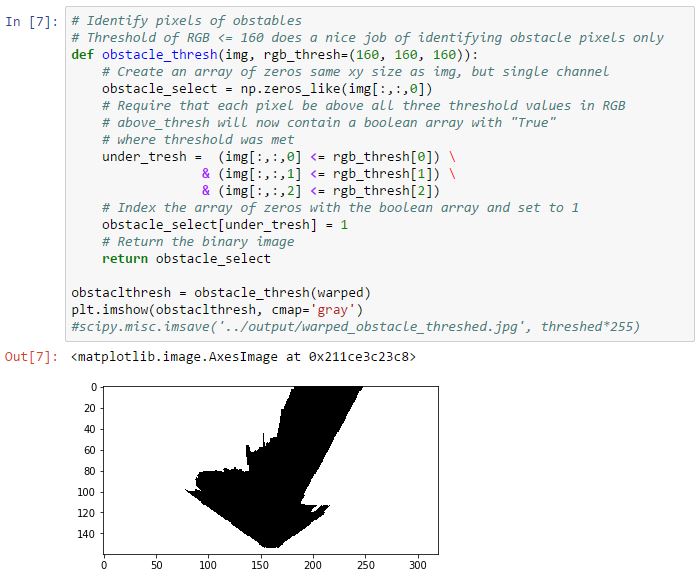 In [7]: # Identify pixels of obstables
# Threshold of RGB <= 160 does a nice job of identifying obstacle pixels only
def obstacle_thresh(img, rgb_thresh=(160, 160, 160)):
# Create an array of zeros same xy size as img, but single channel
obstacle_select = np.zeros_like(img[:,:,0])
# Require that each pixel be above all three threshold values in RGB
# above_thresh will now contain a boolean array with "True"
# where threshold was met
under_tresh = (img[:,:,0] <= rgb_thresh[0]) \
& (img[:,:,1] <= rgb_thresh[1]) \
& (img[:,:,2] <= rgb_thresh[2])
# Index the array of zeros with the boolean array and set to 1
obstacle_select[under_tresh] = 1
# Return the binary image
return obstacle_select
obstaclthresh = obstacle_thresh(warped)
plt.imshow(obstaclthresh, cmap='gray')
#scipy.misc.imsave('../output/warped_obstacle_threshed.jpg', threshed*255)
Out[7]: <matplotlib.image.AxesImage at 0x211ce3c23c8>
0
20
40
60
80
100
120
140
0 50 100 150 200 250 300